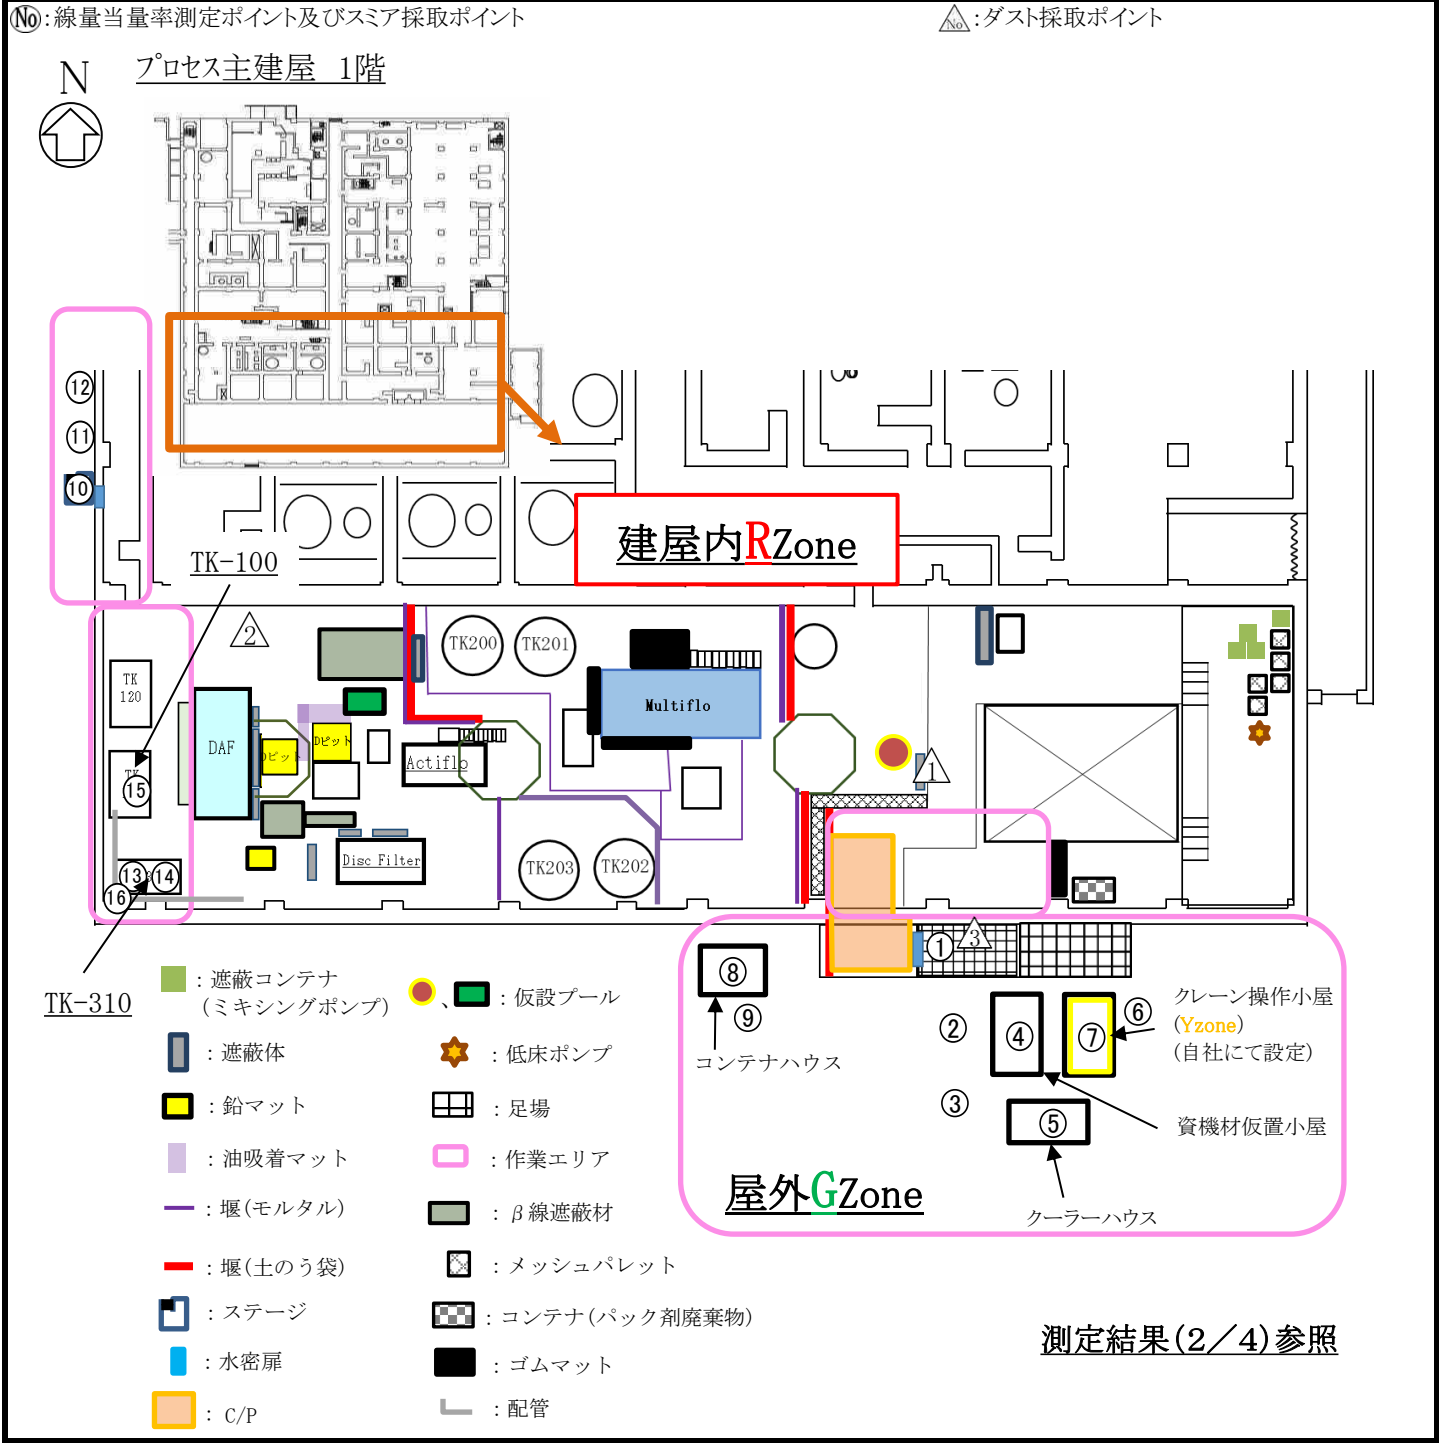 No:線量当量率測定ポイント及びスミア採取ポイント
No:ダスト採取ポイント
N
プロセス主建屋 1階
⑫
⑪
⑩
建屋内RZone
TK-100
2
TK200
TK201
TK
120
DAF
Dピット
Dピット
Multiflo
Actiflo
1
TK
⑮
Disc Filter
TK203
TK202
⑬
⑭
⑯
①
3
TK-310
⑧
⑨
コンテナハウス
②
④
⑦
⑥
クレーン操作小屋
(Yzone)
(自社にて設定)
③
⑤
資機材仮置小屋
屋外GZone
クーラーハウス
:遮蔽コンテナ
(ミキシングポンプ)
、
:仮設プール
:遮蔽体
:低床ポンプ
:鉛マット
:足場
:油吸着マット
:作業エリア
:堰(モルタル)
:β線遮蔽材
:堰(土のう袋)
:メッシュパレット
:ステージ
:コンテナ(パック剤廃棄物)
:水密扉
:ゴムマット
:C/P
:配管
測定結果(2/4)参照